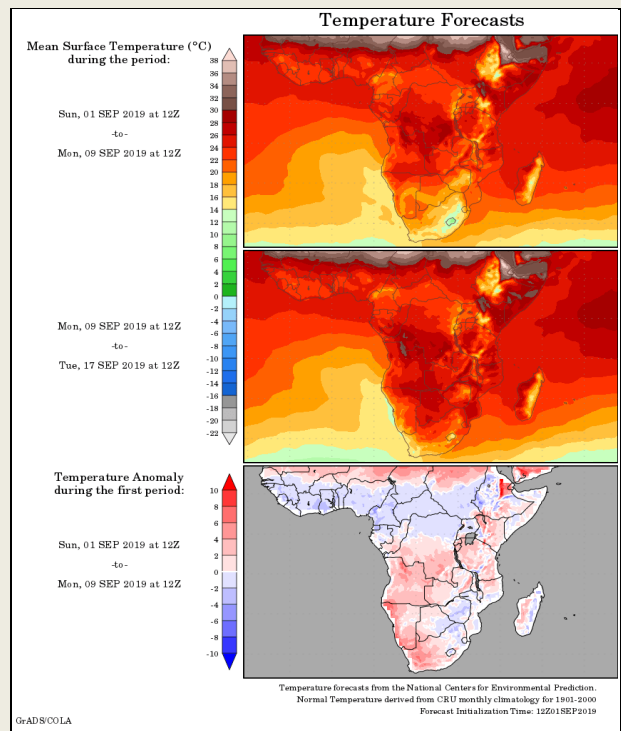 Temperature Forecasts
Mean Surface Temperature (°C)
during the period:
38
36
34
32
30
28
26
24
22
20
18
16
14
12
10
8
6
4
2
0
-2
-4
-6
-8
-10
-12
-14
-16
-18
-20
-22
Sun, 01 SEP 2019 at 12Z
-to-
Mon, 09 SEP 2019 at 12Z
Mon, 09 SEP 2019 at 12Z
-to-
Tue, 17 SEP 2019 at 12Z
Temperature Anomaly
during the first period:
10
8
6
4
2
0
-2
-4
-6
-8
-10
Sun, 01 SEP 2019 at 12Z
-to-
Mon, 09 SEP 2019 at 12Z
Temperature forecasts from the National Centers for Environmental Prediction.
Normal Temperature derived from CRU monthly climatology for 1901-2000
Forecast Initialization Time: 12Z01SEP2019
GrADS/COLA